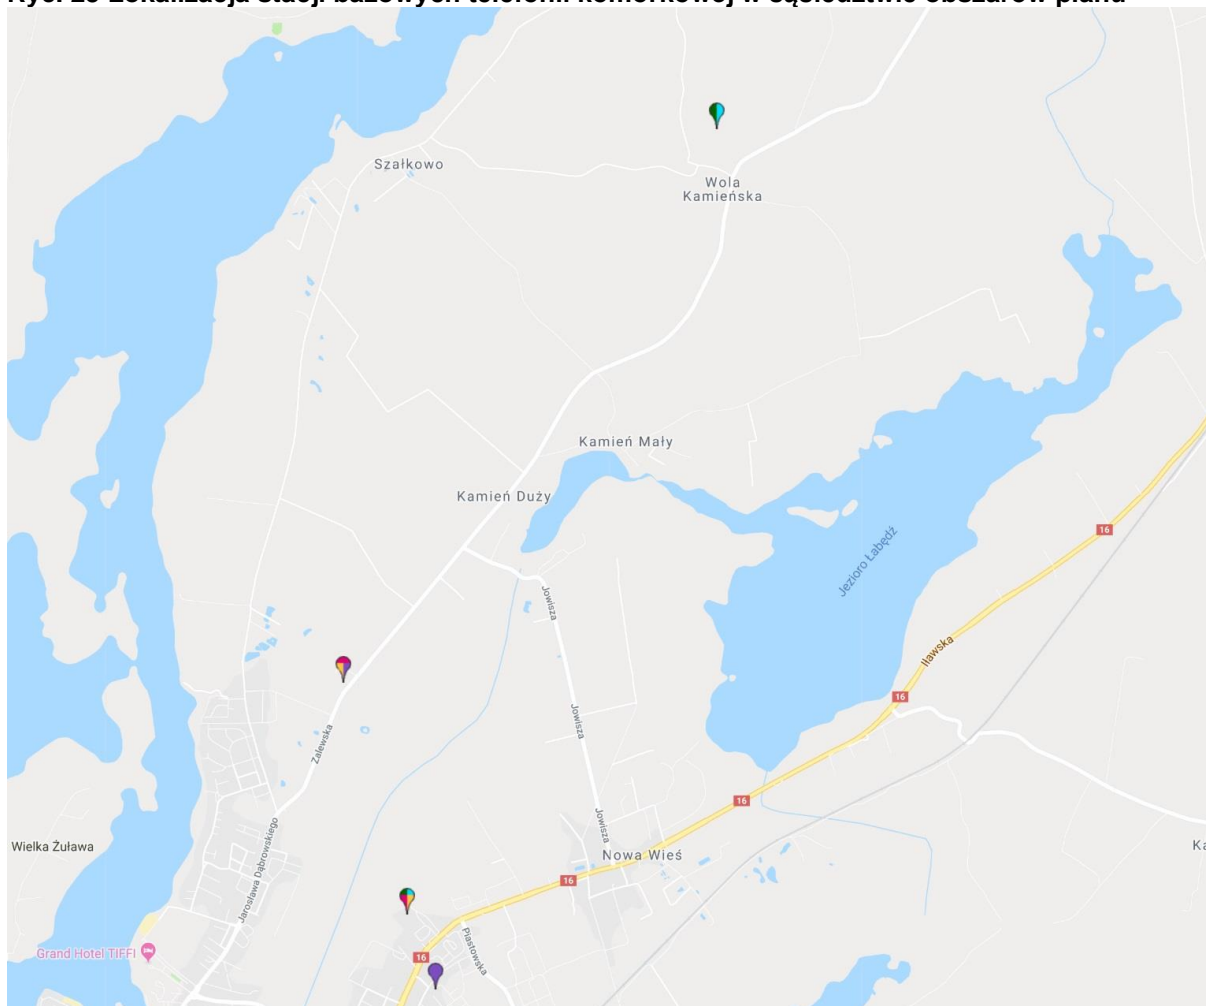 Szałkowo
Wola
Kamieńska
Kamień Mały
Kamień Duży
16
Jezioro Łabędź
Jowisza
Iławska
16
Zalewska
Jowisza
16
Jowisza
Jarosława Dąbrowskiego
Wielka Żuława
Nowa Wieś
16
Piastowska
Grand Hotel TIFFI
16